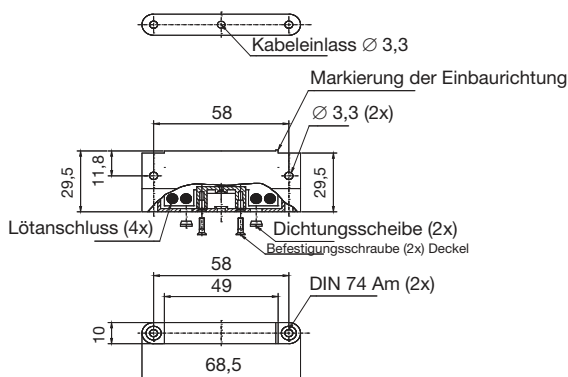 Kabeleinlass ∅ 3,3
Markierung der Einbaurichtung
58
∅ 3,3 (2x)
11,8
29,5
29,5
Lötanschluss (4x)
Dichtungsscheibe (2x)
Befestigungsschraube (2x) Deckel
58
DIN 74 Am (2x)
49
10
68,5